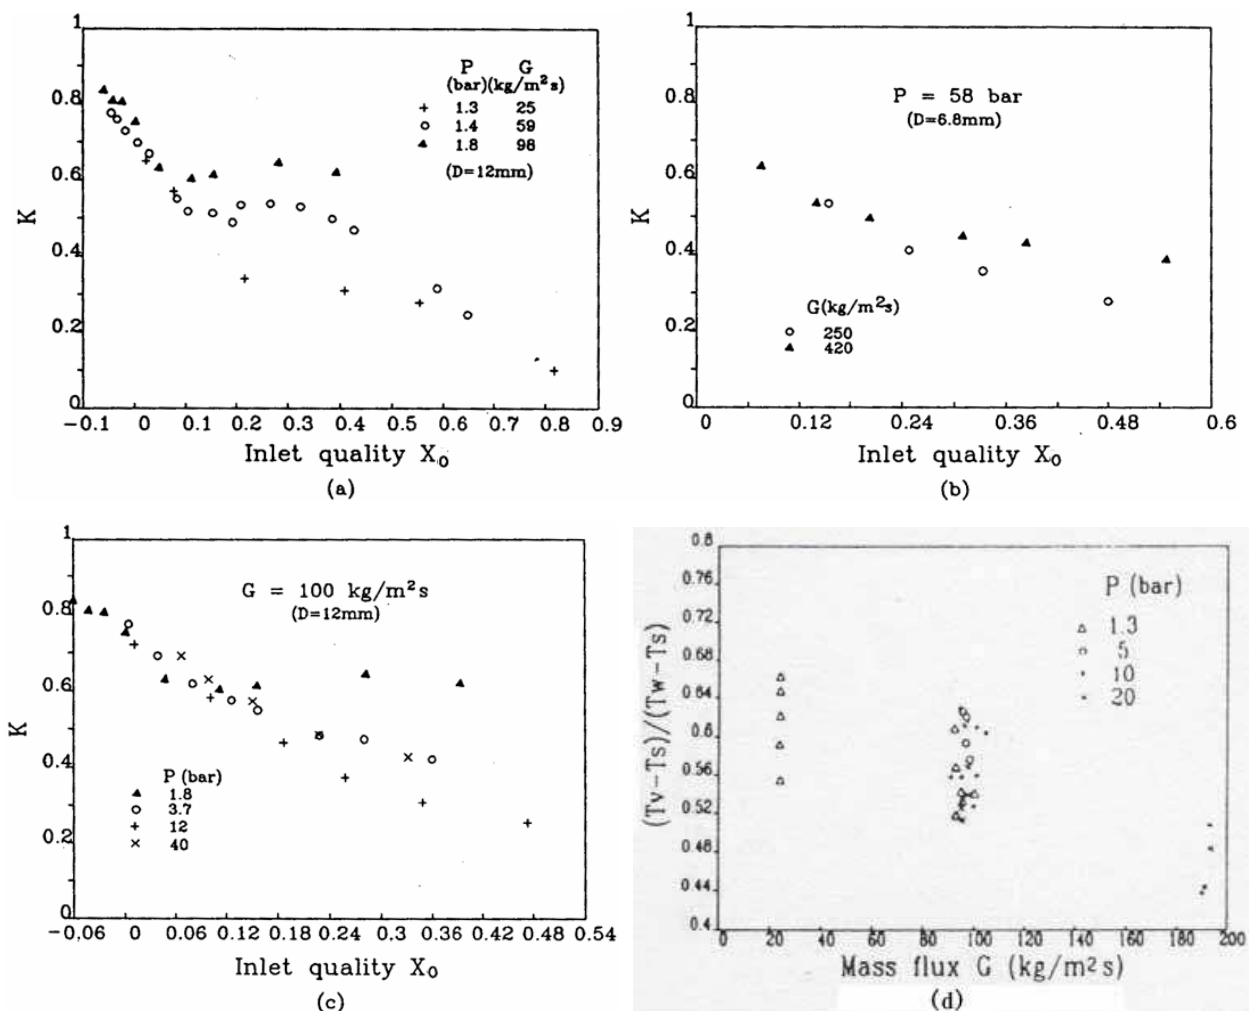 1
0.8
0.6
0.4
0.2
0
K
P G
(bar)(kg/m²s)
+ 1.3 25
○ 1.4 59
▲ 1.8 98
(D=12mm)
-0.1 0 0.1 0.2 0.3 0.4 0.5 0.6 0.7 0.8 0.9
Inlet quality X₀
(a)
1
0.8
0.6
0.4
0.2
0
K
P = 58 bar
(D=6.8mm)
G(kg/m²s)
○ 250
▲ 420
0 0.12 0.24 0.36 0.48 0.6
Inlet quality X₀
(b)
1
0.8
0.6
0.4
0.2
0
K
G = 100 kg/m²s
(D=12mm)
P (bar)
▲ 1.8
○ 3.7
+ 12
× 40
-0.06 0 0.06 0.12 0.18 0.24 0.3 0.36 0.42 0.48 0.54
Inlet quality X₀
(c)
0.8
0.76
0.72
0.68
0.64
0.6
0.56
0.52
0.48
0.44
0.4
(Tv-Ts)/(Tw-Ts)
P (bar)
△ 1.3
○ 5
10
20
0 20 40 60 80 100 120 140 160 180 200
Mass flux G (kg/m²s)
(d)